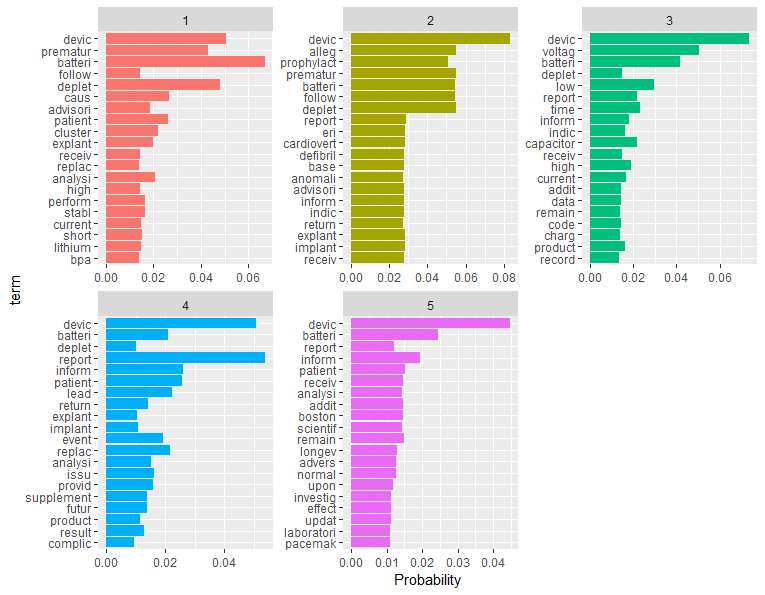 1
devic
prematur
batteri
follow
deplet
caus
advisori
patient
cluster
explant
receiv
replac
analysi
high
perform
stabl
current
short
lithium
bpa
0.00 0.02 0.04 0.06
2
devic
alleg
prophylact
prematur
batteri
follow
deplet
report
eri
cardiovert
defibril
base
anomali
advisori
inform
indic
return
explant
implant
receiv
0.00 0.02 0.04 0.06 0.08
3
devic
voltag
batteri
deplet
low
report
time
inform
indic
capacitor
receiv
high
current
addit
data
remain
code
charg
product
record
0.00 0.02 0.04 0.06
term
4
devic
batteri
deplet
report
inform
patient
lead
return
explant
implant
event
replac
analysi
issu
provid
supplement
futur
product
result
complic
0.00 0.02 0.04
5
devic
batteri
report
inform
patient
receiv
analysi
addit
boston
scientif
remain
longev
advers
normal
upon
investig
effect
updat
laboratori
pacemak
0.00 0.01 0.02 0.03 0.04
Probability